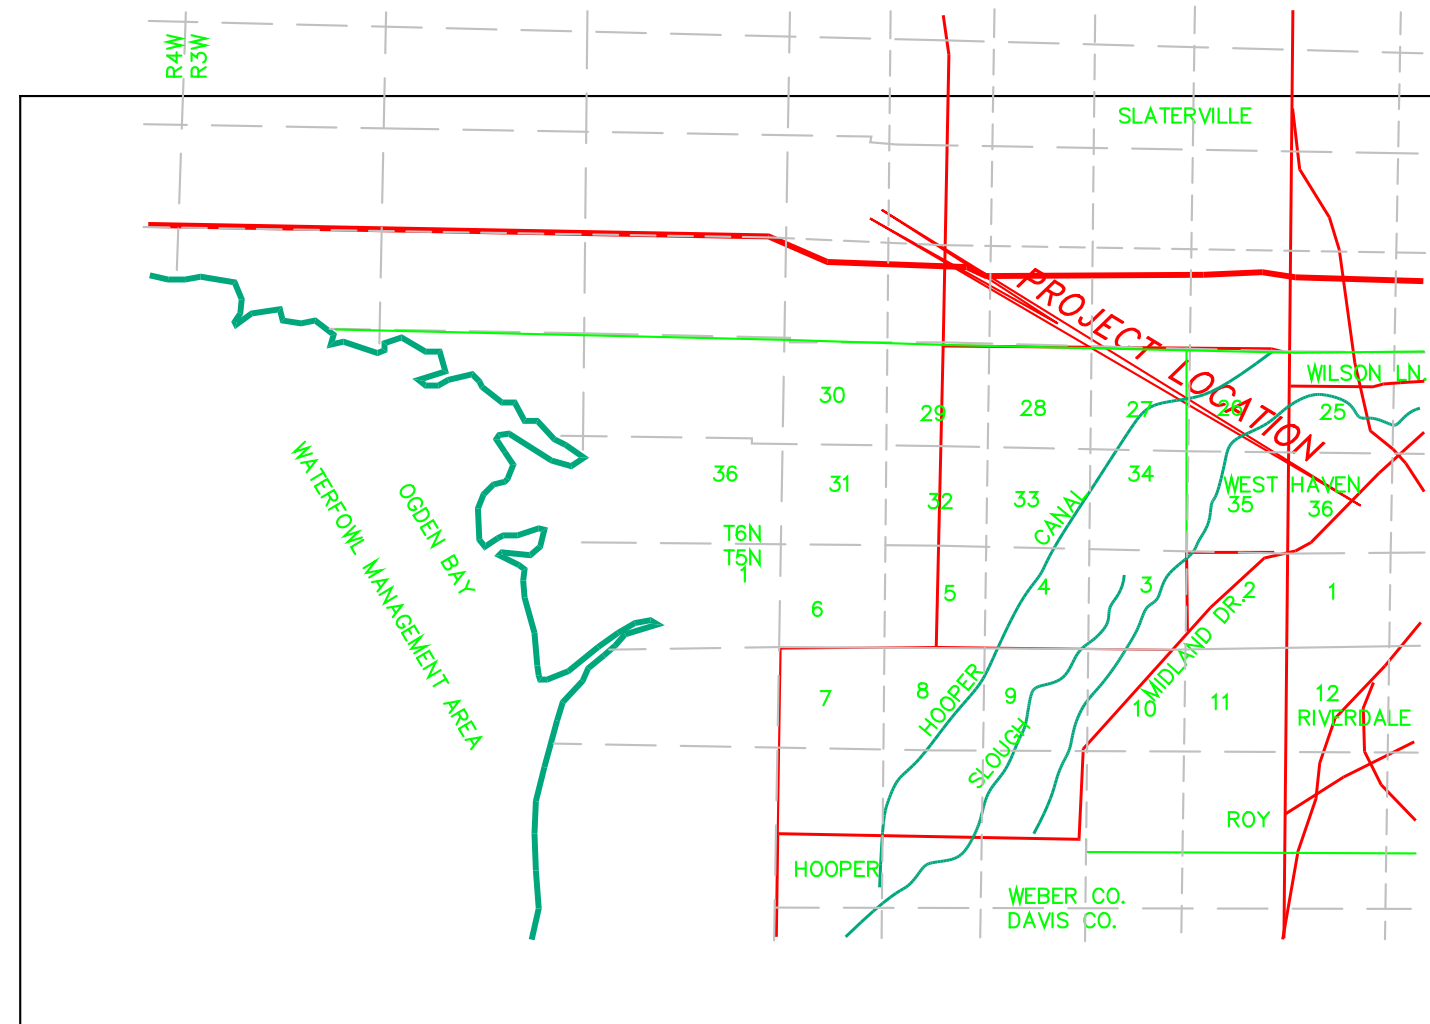 R4W
R3W
SLATERVILLE
PROJECT LOCATION
WILSON LN.
30
29
28
27
26
25
36
31
32
33
34
35
36
WEST HAVEN
CANAL
WATERFOWL MANAGEMENT AREA
OGDEN BAY
T6N
T5N
1
6
5
4
3
2
1
MIDLAND DR.
7
8
9
10
11
12
HOOPER
SLOUGH
RIVERDALE
ROY
HOOPER
WEBER CO.
DAVIS CO.